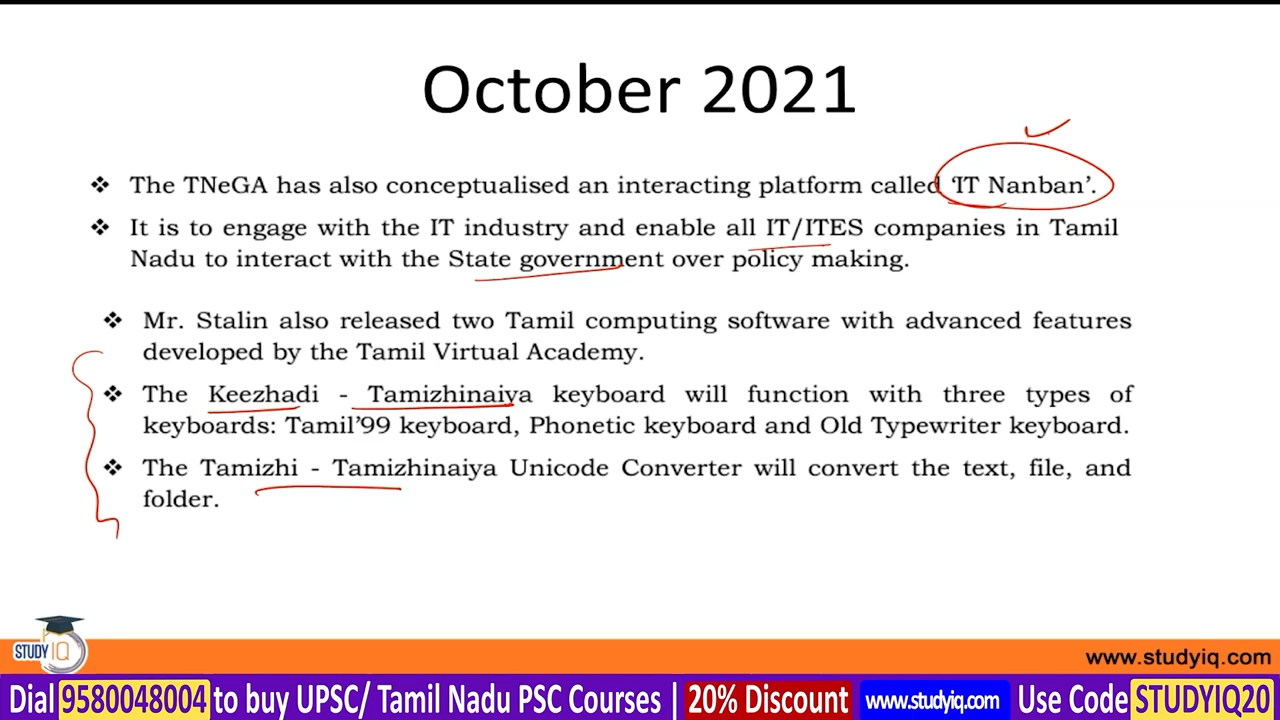 October 2021
❖ The TNeGA has also conceptualised an interacting platform called ‘IT Nanban’.
❖ It is to engage with the IT industry and enable all IT/ITES companies in Tamil
Nadu to interact with the State government over policy making.
❖ Mr. Stalin also released two Tamil computing software with advanced features
developed by the Tamil Virtual Academy.
❖ The Keezhadi - Tamizhinaiya keyboard will function with three types of
keyboards: Tamil’99 keyboard, Phonetic keyboard and Old Typewriter keyboard.
❖ The Tamizhi - Tamizhinaiya Unicode Converter will convert the text, file, and
folder.
STUDY IQ
www.studyiq.com
Dial 9580048004 to buy UPSC/ Tamil Nadu PSC Courses | 20% Discount www.studyiq.com Use Code STUDYIQ20